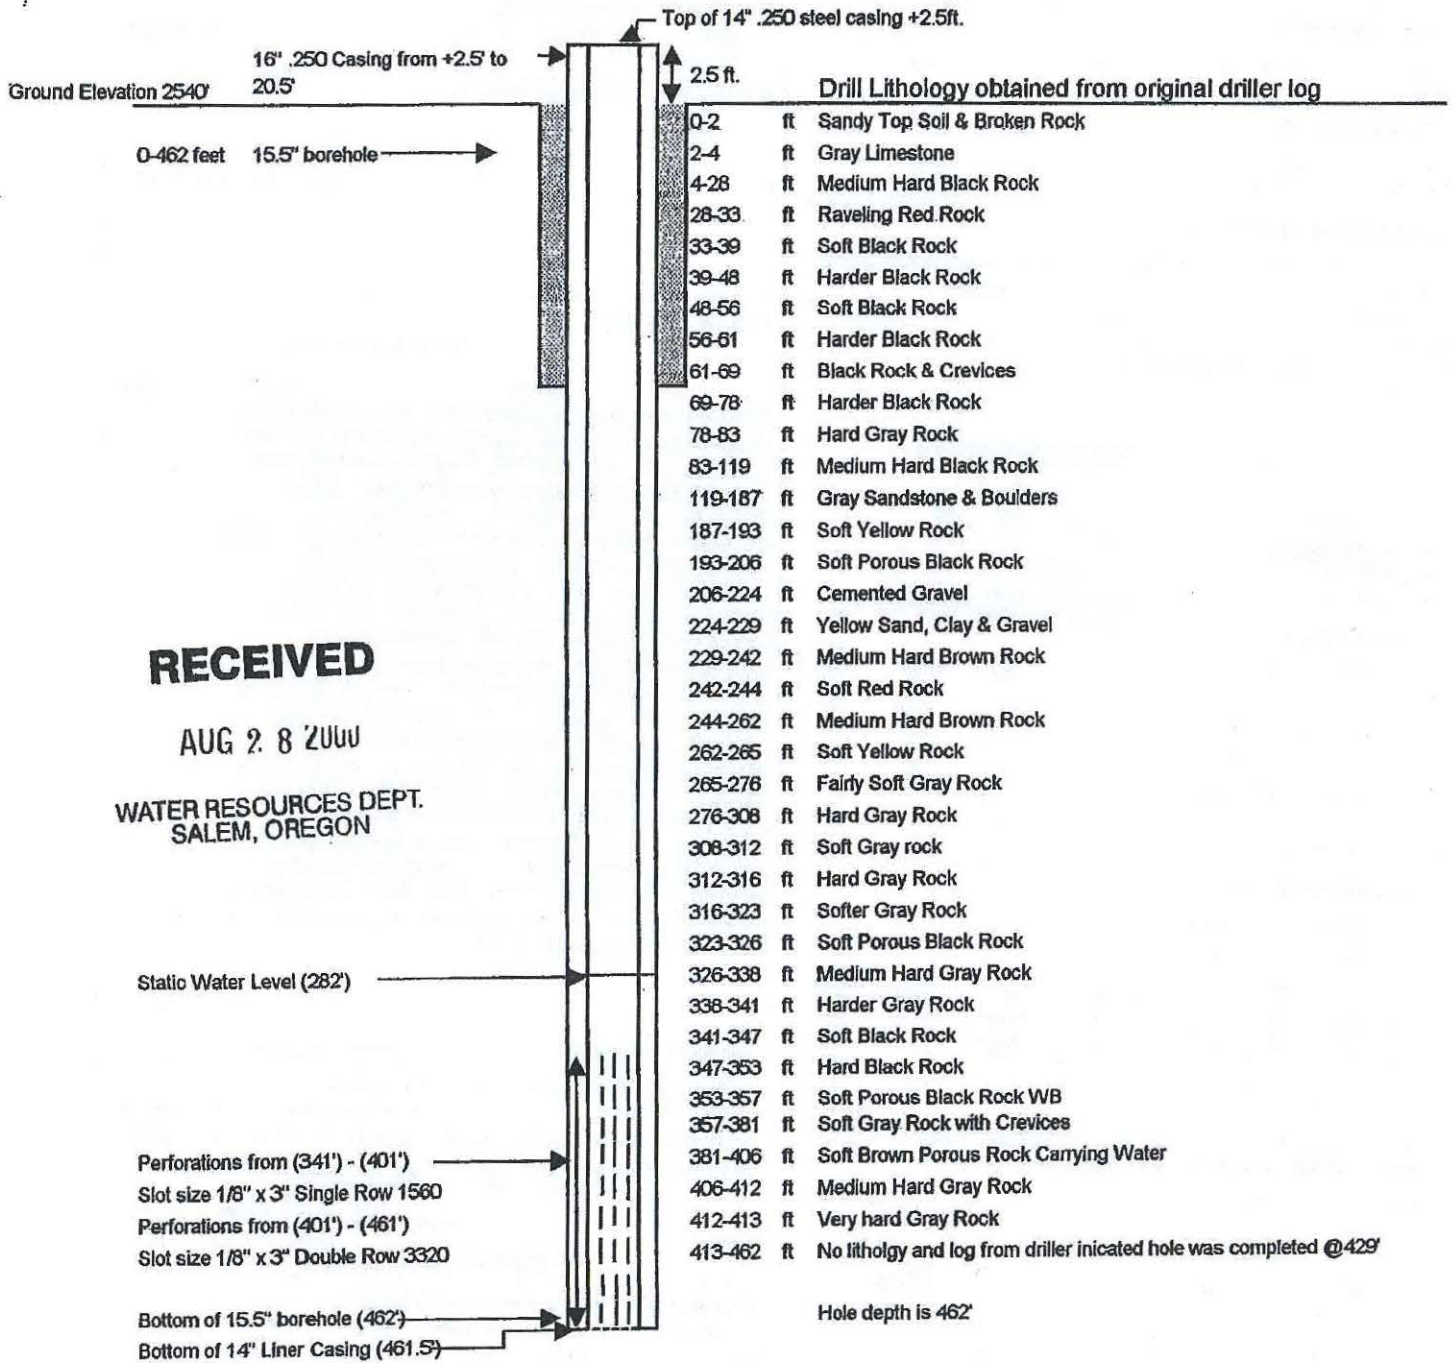 Top of 14" .250 steel casing +2.5ft.
16" .250 Casing from +2.5' to
20.5'
2.5 ft.
Ground Elevation 2540'
Drill Lithology obtained from original driller log
0-462 feet 15.5" borehole
0-2 ft Sandy Top Soil & Broken Rock
2-4 ft Gray Limestone
4-28 ft Medium Hard Black Rock
28-33 ft Raveling Red Rock
33-39 ft Soft Black Rock
39-48 ft Harder Black Rock
48-56 ft Soft Black Rock
56-61 ft Harder Black Rock
61-69 ft Black Rock & Crevices
69-78 ft Harder Black Rock
78-83 ft Hard Gray Rock
83-119 ft Medium Hard Black Rock
119-187 ft Gray Sandstone & Boulders
187-193 ft Soft Yellow Rock
193-206 ft Soft Porous Black Rock
206-224 ft Cemented Gravel
224-229 ft Yellow Sand, Clay & Gravel
229-242 ft Medium Hard Brown Rock
242-244 ft Soft Red Rock
244-262 ft Medium Hard Brown Rock
262-265 ft Soft Yellow Rock
265-276 ft Fairly Soft Gray Rock
276-308 ft Hard Gray Rock
308-312 ft Soft Gray rock
312-316 ft Hard Gray Rock
316-323 ft Softer Gray Rock
323-326 ft Soft Porous Black Rock
326-338 ft Medium Hard Gray Rock
338-341 ft Harder Gray Rock
341-347 ft Soft Black Rock
347-353 ft Hard Black Rock
353-357 ft Soft Porous Black Rock WB
357-381 ft Soft Gray Rock with Crevices
381-406 ft Soft Brown Porous Rock Carrying Water
406-412 ft Medium Hard Gray Rock
412-413 ft Very hard Gray Rock
413-462 ft No litholgy and log from driller inicated hole was completed @429'
Hole depth is 462'
RECEIVED
AUG 28 2000
WATER RESOURCES DEPT.
SALEM, OREGON
Static Water Level (282')
Perforations from (341') - (401')
Slot size 1/8" x 3" Single Row 1560
Perforations from (401') - (461')
Slot size 1/8" x 3" Double Row 3320
Bottom of 15.5" borehole (462')
Bottom of 14" Liner Casing (461.5')